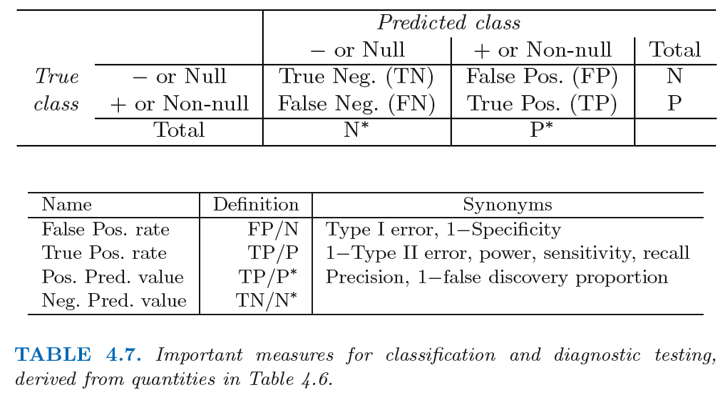 Predicted class
− or Null + or Non-null Total
True − or Null True Neg. (TN) False Pos. (FP) N
class + or Non-null False Neg. (FN) True Pos. (TP) P
Total N* P*
Name Definition Synonyms
False Pos. rate FP/N Type I error, 1−Specificity
True Pos. rate TP/P 1−Type II error, power, sensitivity, recall
Pos. Pred. value TP/P* Precision, 1−false discovery proportion
Neg. Pred. value TN/N*
TABLE 4.7. Important measures for classification and diagnostic testing,
derived from quantities in Table 4.6.